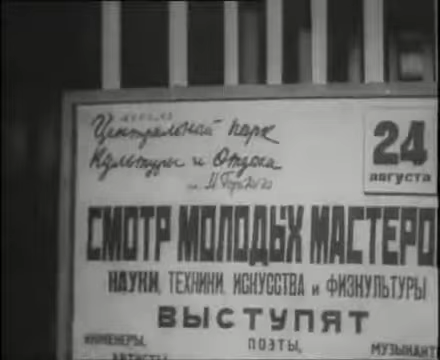 Центральный парк
Культуры и Отдыха
им. М. Горького
24
августа
СМОТР МОЛОДЫХ МАСТЕРО
НАУКИ, ТЕХНИКИ, ИСКУССТВА и ФИЗКУЛЬТУРЫ
ВЫСТУПЯТ
ИНЖЕНЕРЫ,
ПОЭТЫ,
МУЗЫКАНТ
АРТИСТЫ